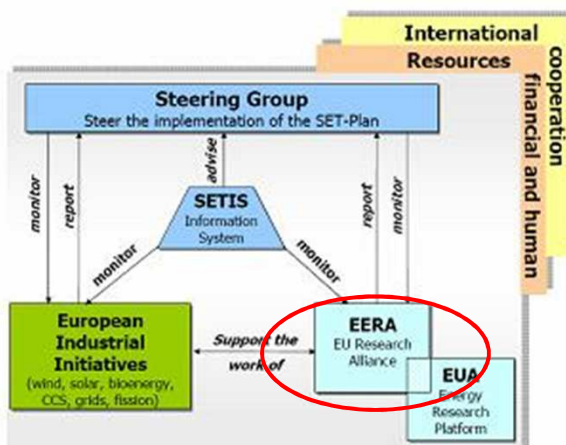 International
cooperation
Resources
financial and human
Steering Group
Steer the implementation of the SET-Plan
monitor
report
advise
report
monitor
SETIS
Information
System
monitor
monitor
European
Industrial
Initiatives
(wind, solar, bioenergy,
CCS, grids, fission)
Support the
work of
EERA
EU Research
Alliance
EUA
Energy
Research
Platform